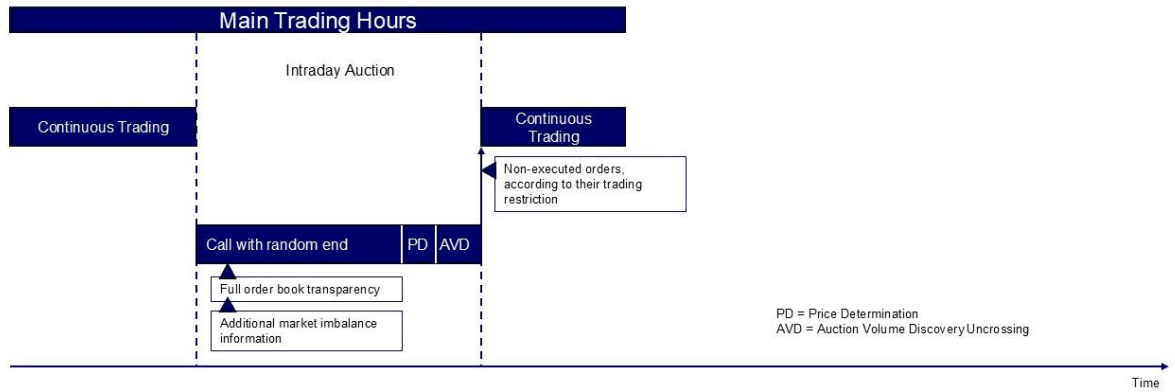 Main Trading Hours
Intraday Auction
Continuous Trading
Continuous
Trading
Non-executed orders,
according to their trading
restriction
Call with random end
PD
AVD
Full order book transparency
Additional market imbalance
information
PD = Price Determination
AVD = Auction Volume Discovery Uncrossing
Time